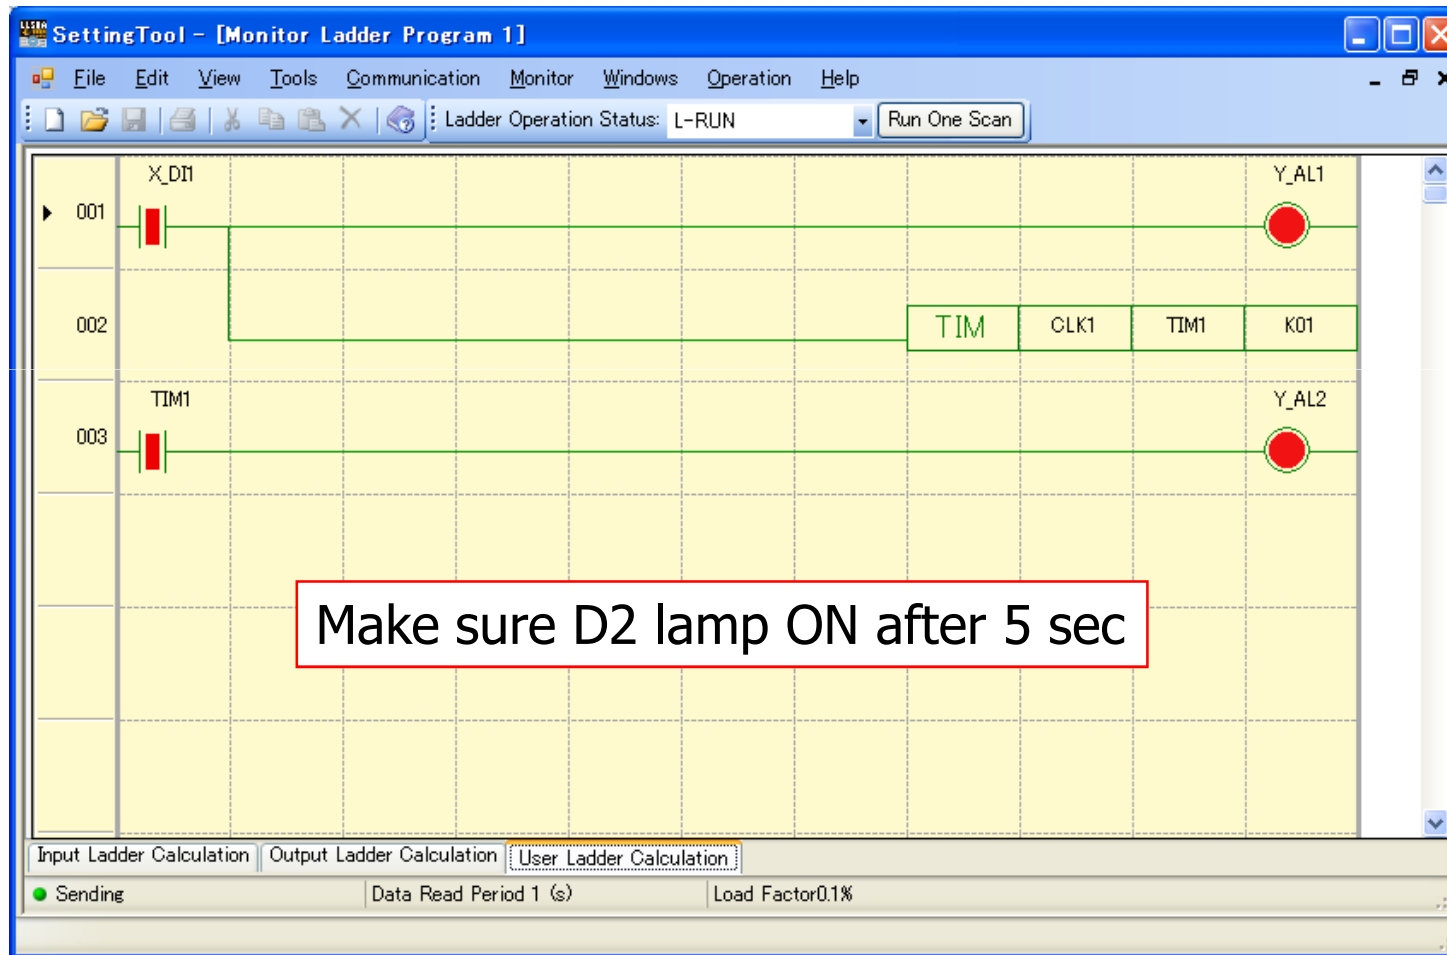 SettingTool - [Monitor Ladder Program 1]
File Edit View Tools Communication Monitor Windows Operation Help
Ladder Operation Status: L-RUN Run One Scan
X_DI1 Y_AL1
001
002 TIM CLK1 TIM1 K01
TIM1 Y_AL2
003
Make sure D2 lamp ON after 5 sec
Input Ladder Calculation Output Ladder Calculation User Ladder Calculation
Sending Data Read Period 1 (s) Load Factor0.1%